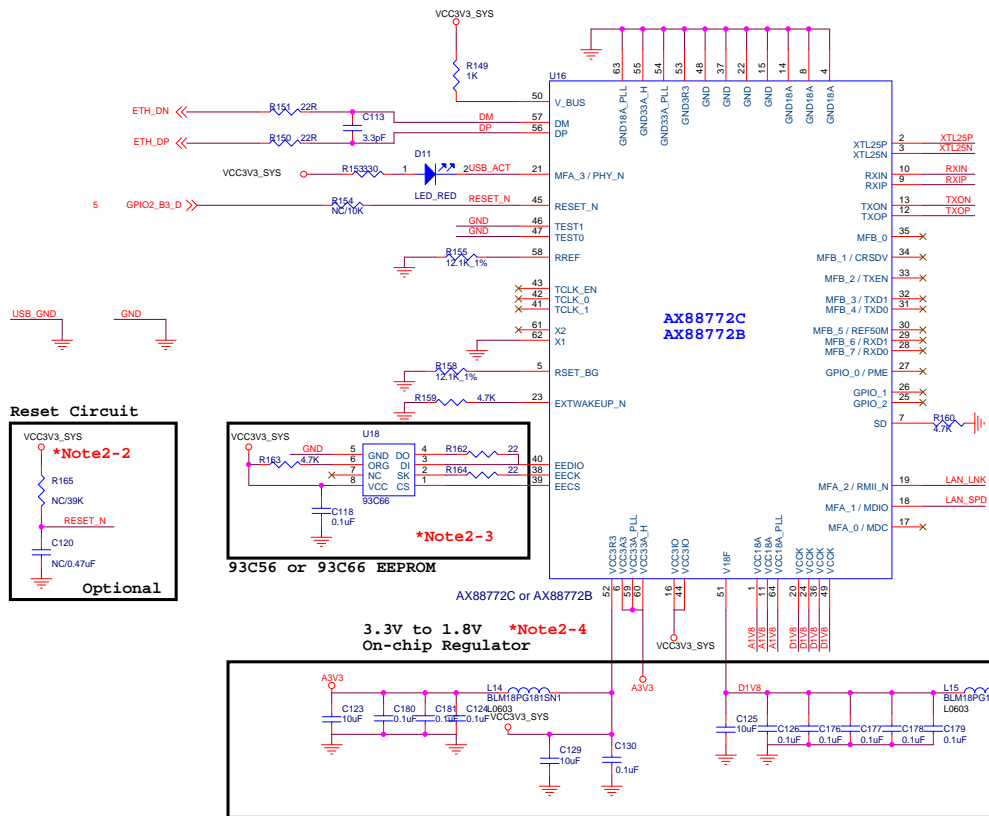 VCC3V3_SYS
R149
1K
U16
63
55
54
53
48
37
22
15
14
8
4
GND18A_PLL
GND33A_H
GND33A_PLL
GND3R3
GND
GND
GND
GND
GND18A
GND18A
GND18A
50
V_BUS
ETH_DN
R151
22R
C113
3.3pF
DM
57
DM
DP
56
DP
ETH_DP
R150
22R
VCC3V3_SYS
R153
330
1
D11
2
LED_RED
USB_ACT
21
MFA_3 / PHY_N
5
GPIO2_B3_D
R154
NC/10K
RESET_N
45
RESET_N
GND
46
TEST1
GND
47
TEST0
R155
12.1K_1%
58
RREF
43
TCLK_EN
42
TCLK_0
41
TCLK_1
61
X2
62
X1
R158
12.1K_1%
5
RSET_BG
R159
4.7K
23
EXTWAKEUP_N
AX88772C
AX88772B
2
XTL25P
XTL25P
3
XTL25N
XTL25N
10
RXIN
RXIN
9
RXIP
RXIP
13
TXON
TXON
12
TXOP
TXOP
35
MFB_0
34
MFB_1 / CRSDV
33
MFB_2 / TXEN
32
MFB_3 / TXD1
31
MFB_4 / TXD0
30
MFB_5 / REF50M
29
MFB_6 / RXD1
28
MFB_7 / RXD0
27
GPIO_0 / PME
26
GPIO_1
25
GPIO_2
7
SD
R160
4.7K
19
MFA_2 / RMII_N
LAN_LNK
18
MFA_1 / MDIO
LAN_SPD
17
MFA_0 / MDC
USB_GND
GND
Reset Circuit
VCC3V3_SYS
*Note2-2
R165
NC/39K
RESET_N
C120
NC/0.47uF
Optional
VCC3V3_SYS
U18
GND
5
GND
DO
4
R162
22
R163
4.7K
6
ORG
DI
3
7
NC
SK
2
R164
22
8
VCC
CS
1
93C66
C118
0.1uF
*Note2-3
40
EEDIO
38
EECK
39
EECS
93C56 or 93C66 EEPROM
VCC3R3
VCC3A3
VCC33A_PLL
VCC33A_H
VCC3IO
VCC3IO
V18F
VCC18A
VCC18A
VCC18A_PLL
VCCK
VCCK
VCCK
VCCK
52
6
59
60
16
44
51
1
11
64
20
24
36
49
A1V8
A1V8
A1V8
D1V8
D1V8
D1V8
D1V8
AX88772C or AX88772B
VCC3V3_SYS
3.3V to 1.8V *Note2-4
On-chip Regulator
A3V3
L14
BLM18PG181SN1
L0603
A3V3
C123
10uF
C180
0.1uF
C181
0.1uF
C124
0.1uF
VCC3V3_SYS
C129
10uF
C130
0.1uF
D1V8
L15
BLM18PG1
L0603
C125
10uF
C126
0.1uF
C176
0.1uF
C177
0.1uF
C178
0.1uF
C179
0.1uF